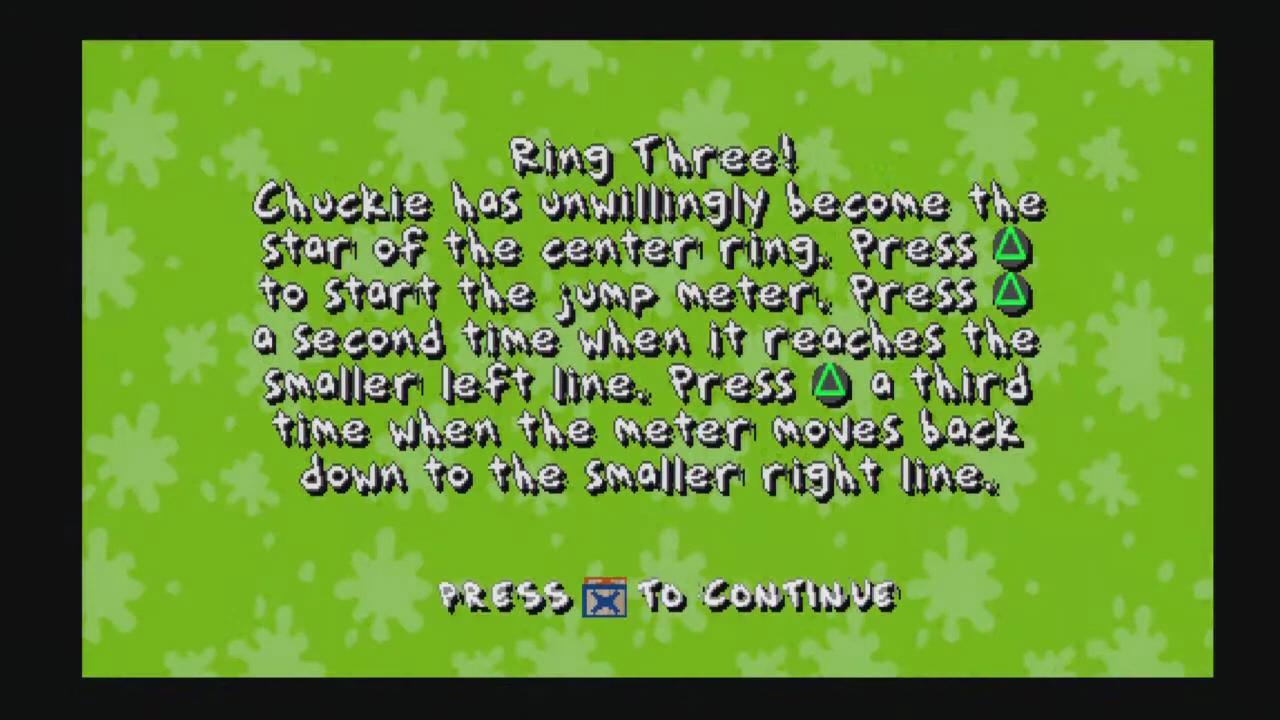 Ring Three!
Chuckie has unwillingly become the
star of the center ring. Press △
to start the jump meter. Press △
a second time when it reaches the
smaller left line. Press △ a third
time when the meter moves back
down to the smaller right line.
PRESS X TO CONTINUE